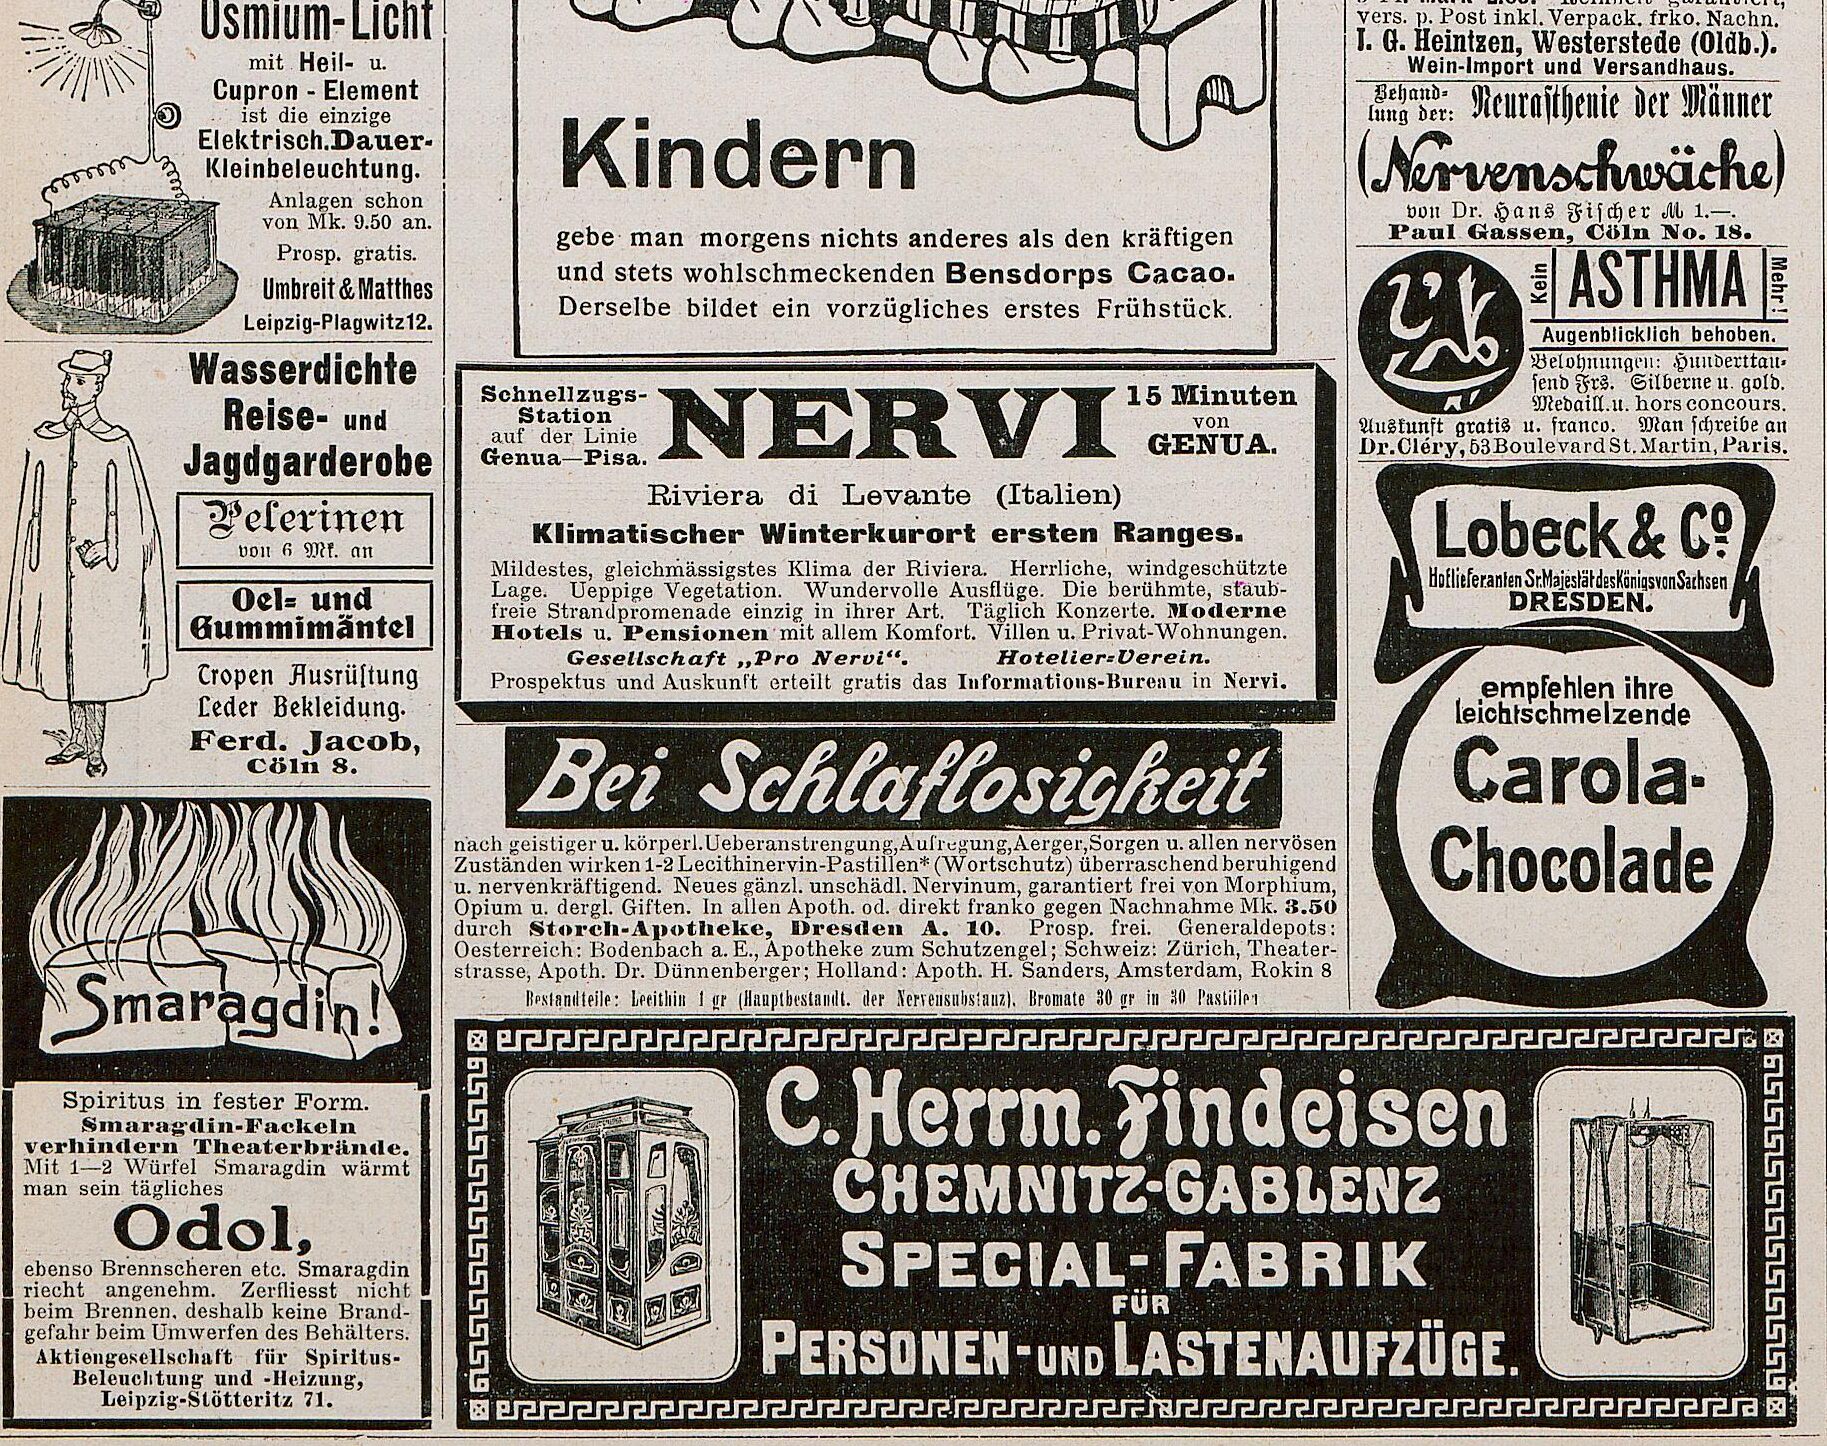 Osmium-Licht
mit Heil- u.
Cupron - Element
ist die einzige
Elektrisch.Dauer-
Kleinbeleuchtung.
Anlagen schon
von Mk. 9.50 an.
Prosp. gratis.
Umbreit & Matthes
Leipzig-Plagwitz 12.
Wasserdichte
Reise- und
Jagdgarderobe
Pelerinen
von 6 Mk. an
Oel- und
Gummimäntel
Tropen Ausrüstung
Leder Bekleidung.
Ferd. Jacob,
Cöln 8.
Smaragdin!
Spiritus in fester Form.
Smaragdin-Fackeln
verhindern Theaterbrände.
Mit 1—2 Würfel Smaragdin wärmt
man sein tägliches
Odol,
ebenso Brennscheren etc. Smaragdin
riecht angenehm. Zerfliesst nicht
beim Brennen, deshalb keine Brand-
gefahr beim Umwerfen des Behälters.
Aktiengesellschaft für Spiritus-
Beleuchtung und -Heizung,
Leipzig-Stötteritz 71.
Kindern
gebe man morgens nichts anderes als den kräftigen
und stets wohlschmeckenden Bensdorps Cacao.
Derselbe bildet ein vorzügliches erstes Frühstück.
Schnellzugs-
Station
auf der Linie
Genua—Pisa.
NERVI
15 Minuten
von
GENUA.
Riviera di Levante (Italien)
Klimatischer Winterkurort ersten Ranges.
Mildestes, gleichmässigstes Klima der Riviera. Herrliche, windgeschützte
Lage. Ueppige Vegetation. Wundervolle Ausflüge. Die berühmte, staub-
freie Strandpromenade einzig in ihrer Art. Täglich Konzerte. Moderne
Hotels u. Pensionen mit allem Komfort. Villen u. Privat-Wohnungen.
Gesellschaft „Pro Nervi“. Hotelier-Verein.
Prospektus und Auskunft erteilt gratis das Informations-Bureau in Nervi.
Bei Schlaflosigkeit
nach geistiger u. körperl. Ueberanstrengung, Aufregung, Aerger, Sorgen u. allen nervösen
Zuständen wirken 1-2 Lecithinervin-Pastillen* (Wortschutz) überraschend beruhigend
u. nervenkräftigend. Neues gänzl. unschädl. Nervinum, garantiert frei von Morphium,
Opium u. dergl. Giften. In allen Apoth. od. direkt franko gegen Nachnahme Mk. 3.50
durch Storch-Apotheke, Dresden A. 10. Prosp. frei. Generaldepots:
Oesterreich: Bodenbach a. E., Apotheke zum Schutzengel; Schweiz: Zürich, Theater-
strasse, Apoth. Dr. Dünnenberger; Holland: Apoth. H. Sanders, Amsterdam, Rokin 8
Bestandteile: Lecithin 1 gr (Hauptbestandt. der Nervensubstanz), Bromate 30 gr in 30 Pastillen
vers. p. Post inkl. Verpack. frko. Nachn.
I. G. Heintzen, Westerstede (Oldb.).
Wein-Import und Versandhaus.
Behand-
lung der: Neurasthenie der Männer
(Nervenschwäche)
von Dr. Hans Fischer M 1.—.
Paul Gassen, Cöln No. 18.
Kein ASTHMA Mehr!
Augenblicklich behoben.
Belohnungen: Hunderttau-
send Frs. Silberne u. gold.
Medaill. u. hors concours.
Auskunft gratis u. franco. Man schreibe an
Dr. Cléry, 53 Boulevard St. Martin, Paris.
Lobeck & Co.
Hoflieferanten Sr. Majestät des Königs von Sachsen
DRESDEN.
empfehlen ihre
leichtschmelzende
Carola-
Chocolade
C. Herrm. Findeisen
CHEMNITZ-GABLENZ
SPECIAL-FABRIK
FÜR
PERSONEN- UND LASTENAUFZÜGE.